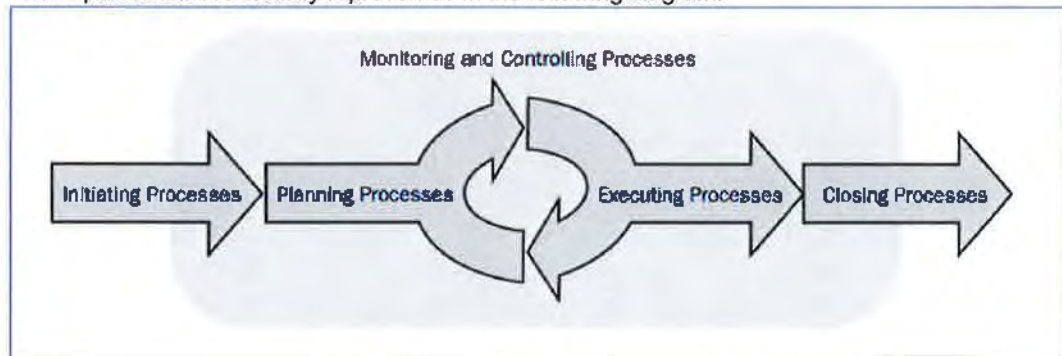 Monitoring and Controlling Processes
Initiating Processes
Planning Processes
Executing Processes
Closing Processes